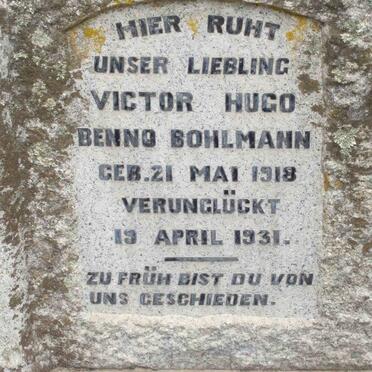 HIER RUHT
UNSER LIEBLING
VICTOR HUGO
BENNO BOHLMANN
GEB. 21 MAI 1918
VERUNGLÜCKT
19 APRIL 1931.
ZU FRÜH BIST DU VON
UNS GESCHIEDEN.